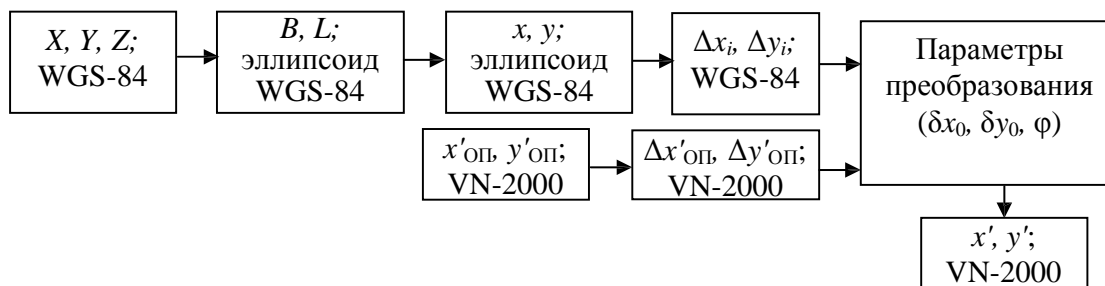 X, Y, Z;
WGS-84
B, L;
эллипсоид
WGS-84
x, y;
эллипсоид
WGS-84
Δxi, Δyi;
WGS-84
Параметры
преобразования
(δx0, δy0, φ)
x′ОП, y′ОП;
VN-2000
Δx′ОП, Δy′ОП;
VN-2000
x′, y′;
VN-2000